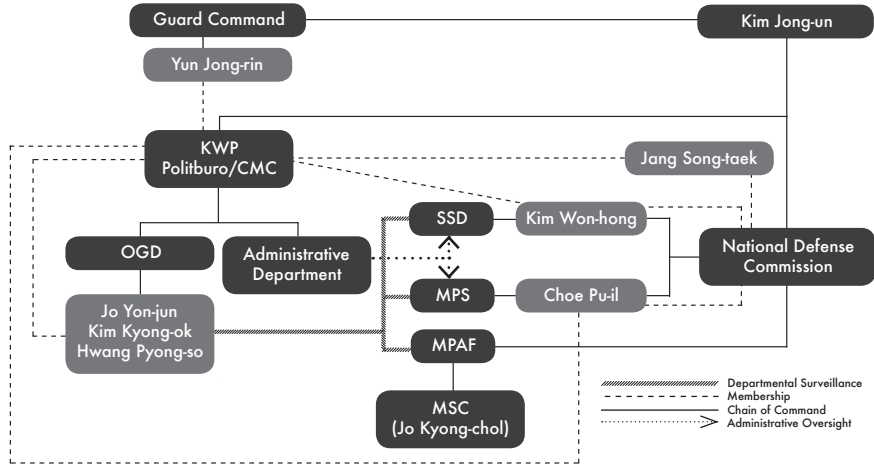 Guard Command
Kim Jong-un
Yun Jong-rin
KWP
Politburo/CMC
Jang Song-taek
SSD
Kim Won-hong
OGD
Administrative
Department
National Defense
Commission
MPS
Choe Pu-il
Jo Yon-jun
Kim Kyong-ok
Hwang Pyong-so
MPAF
MSC
(Jo Kyong-chol)
Departmental Surveillance
Membership
Chain of Command
Administrative Oversight